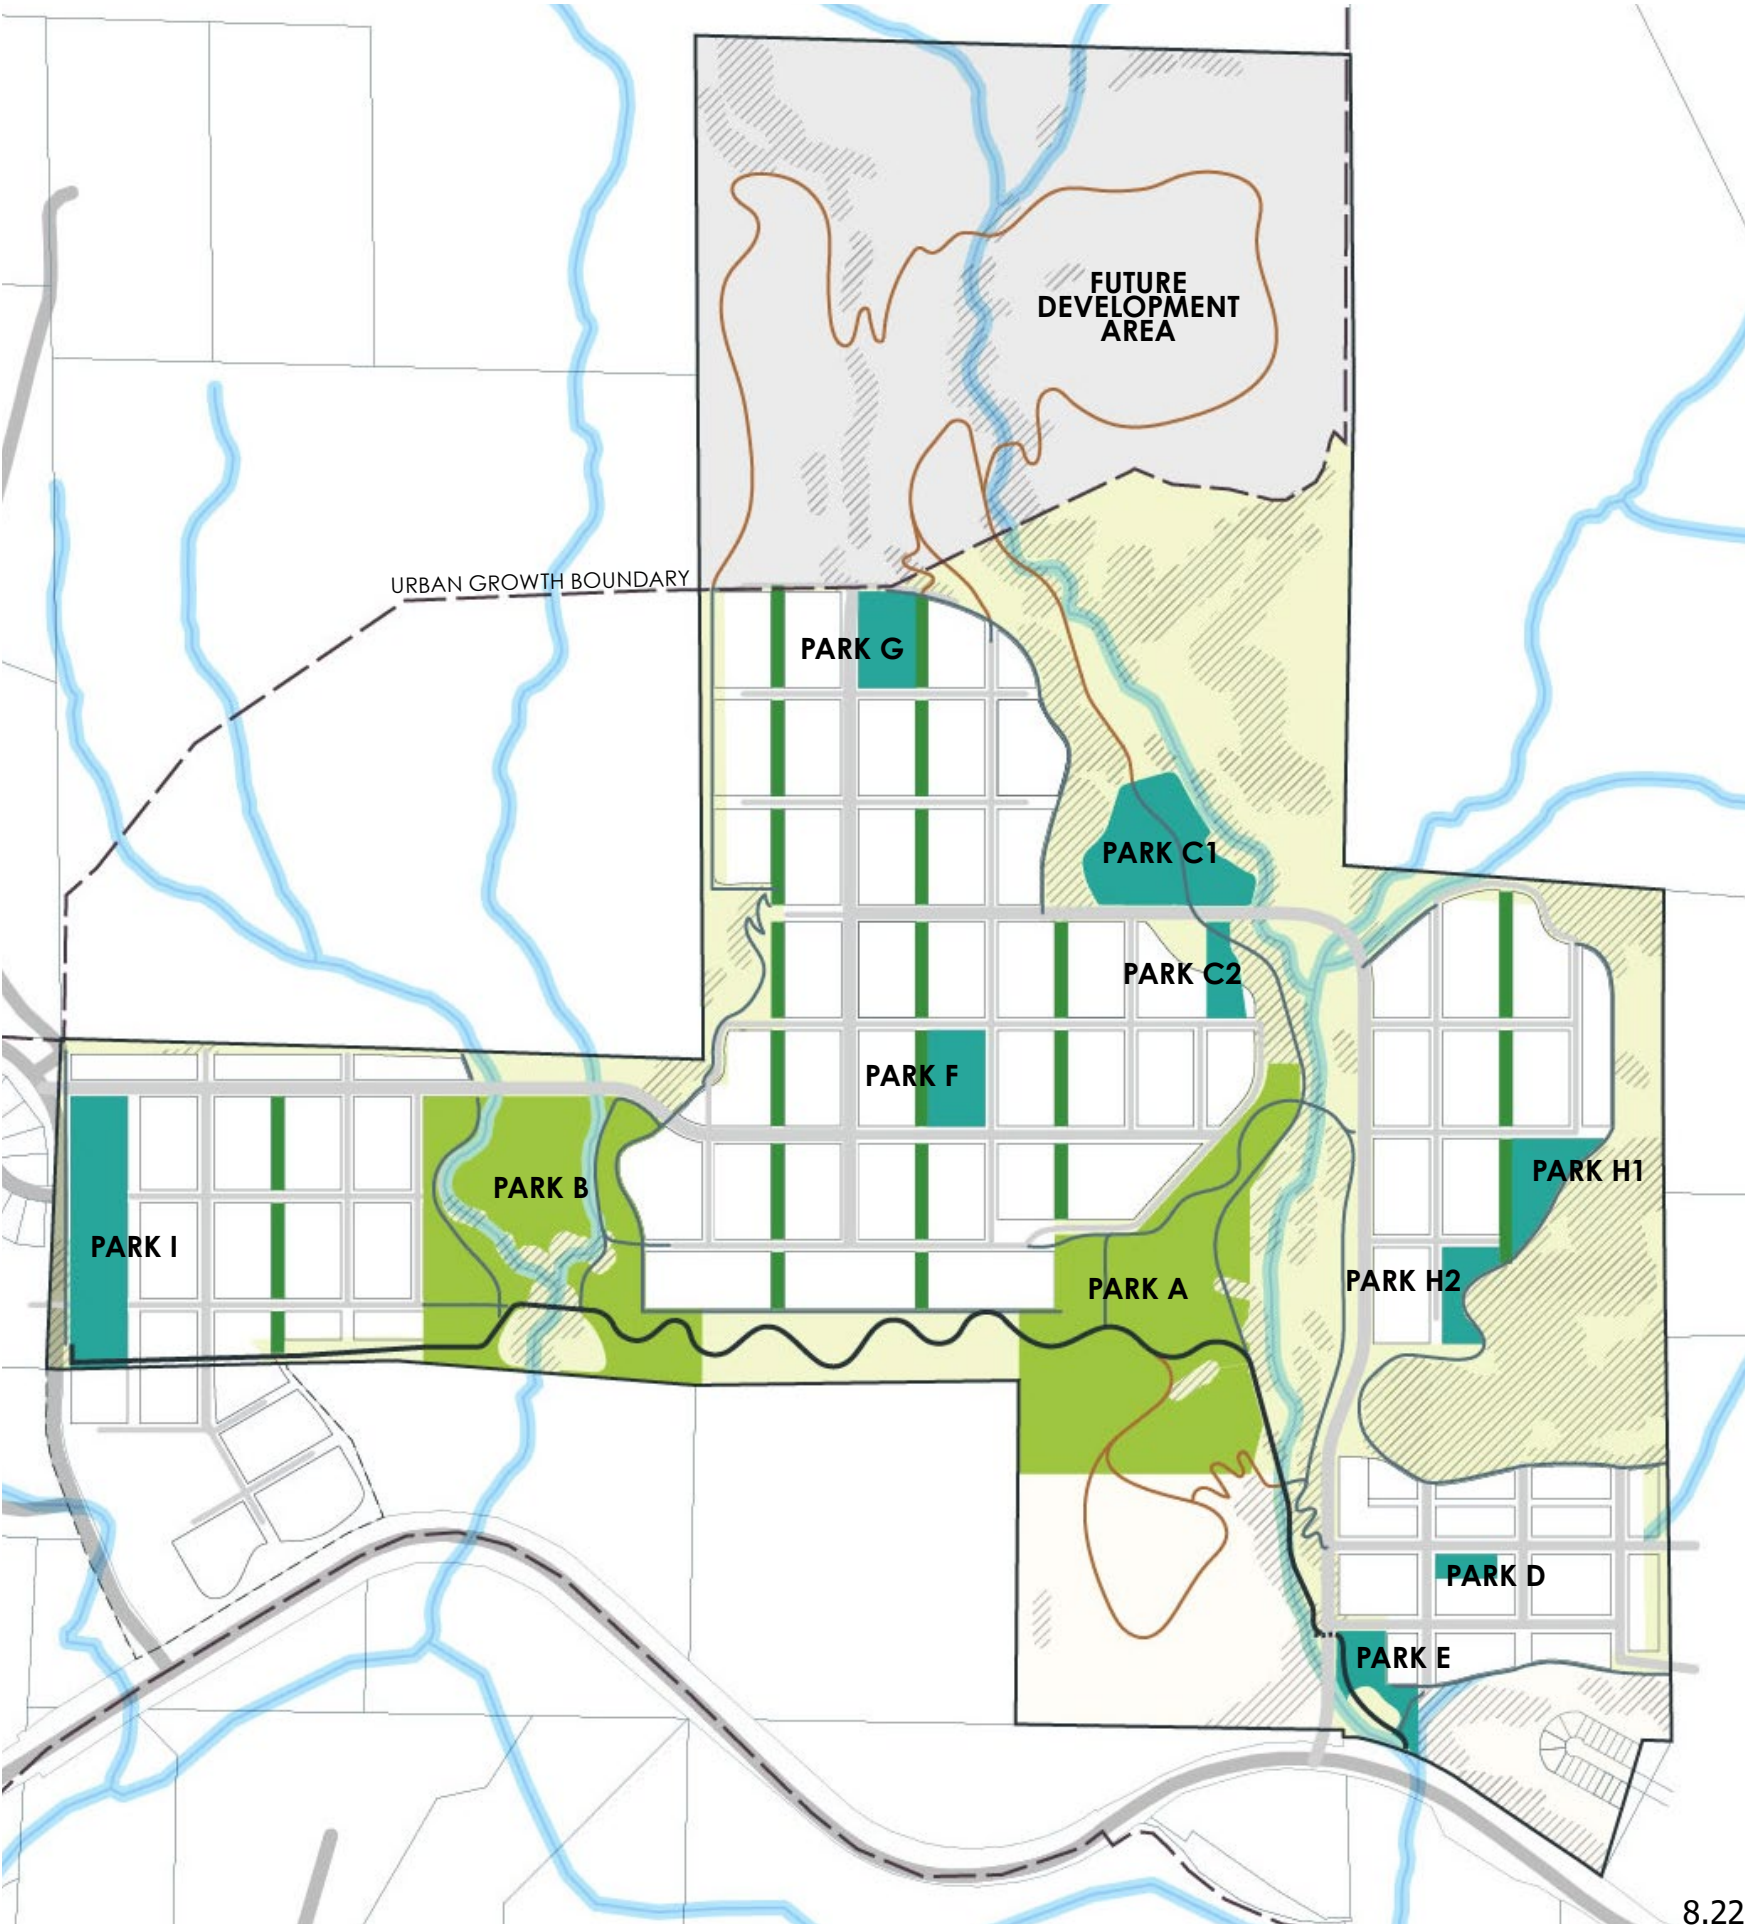 FUTURE
DEVELOPMENT
AREA
URBAN GROWTH BOUNDARY
PARK G
PARK C1
PARK C2
PARK F
PARK H1
PARK B
PARK I
PARK H2
PARK A
PARK D
PARK E
8.22